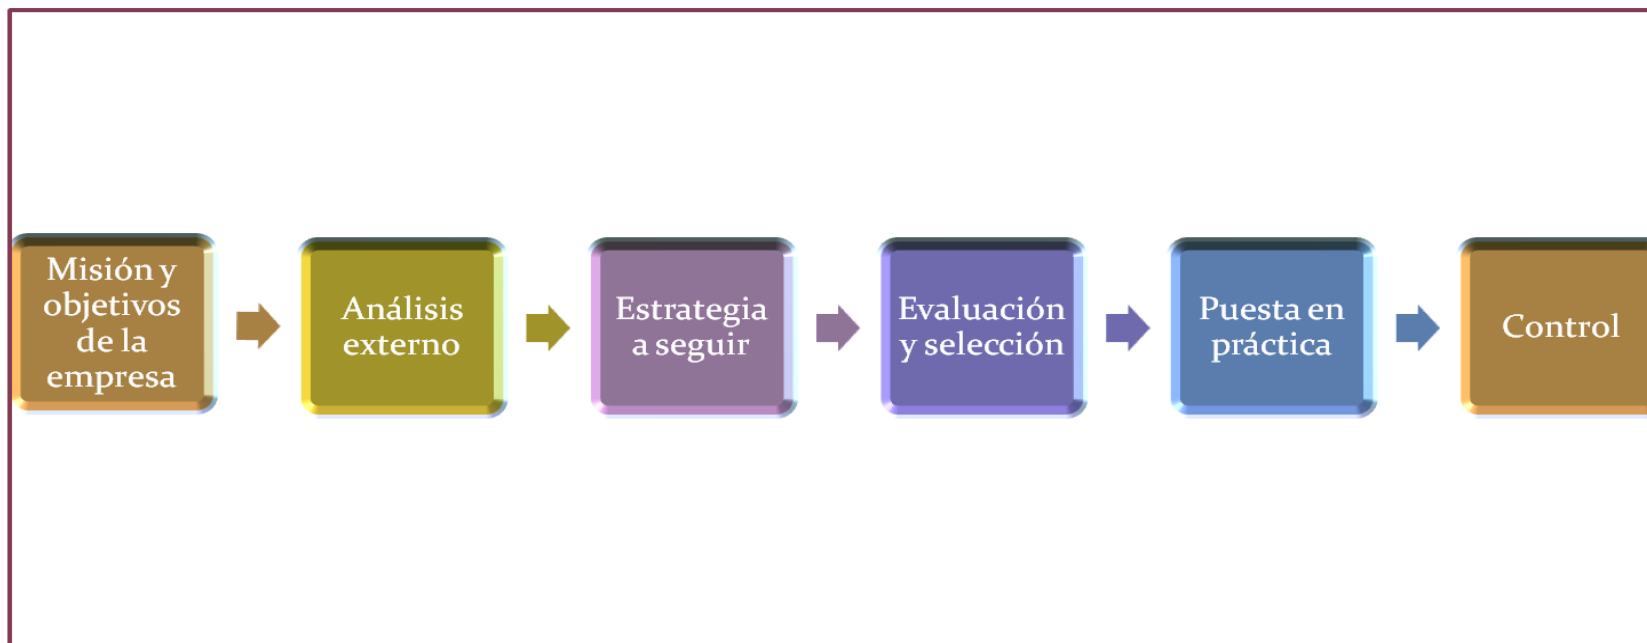 Misión y
objetivos
de la
empresa
Análisis
externo
Estrategia
a seguir
Evaluación
y selección
Puesta en
práctica
Control